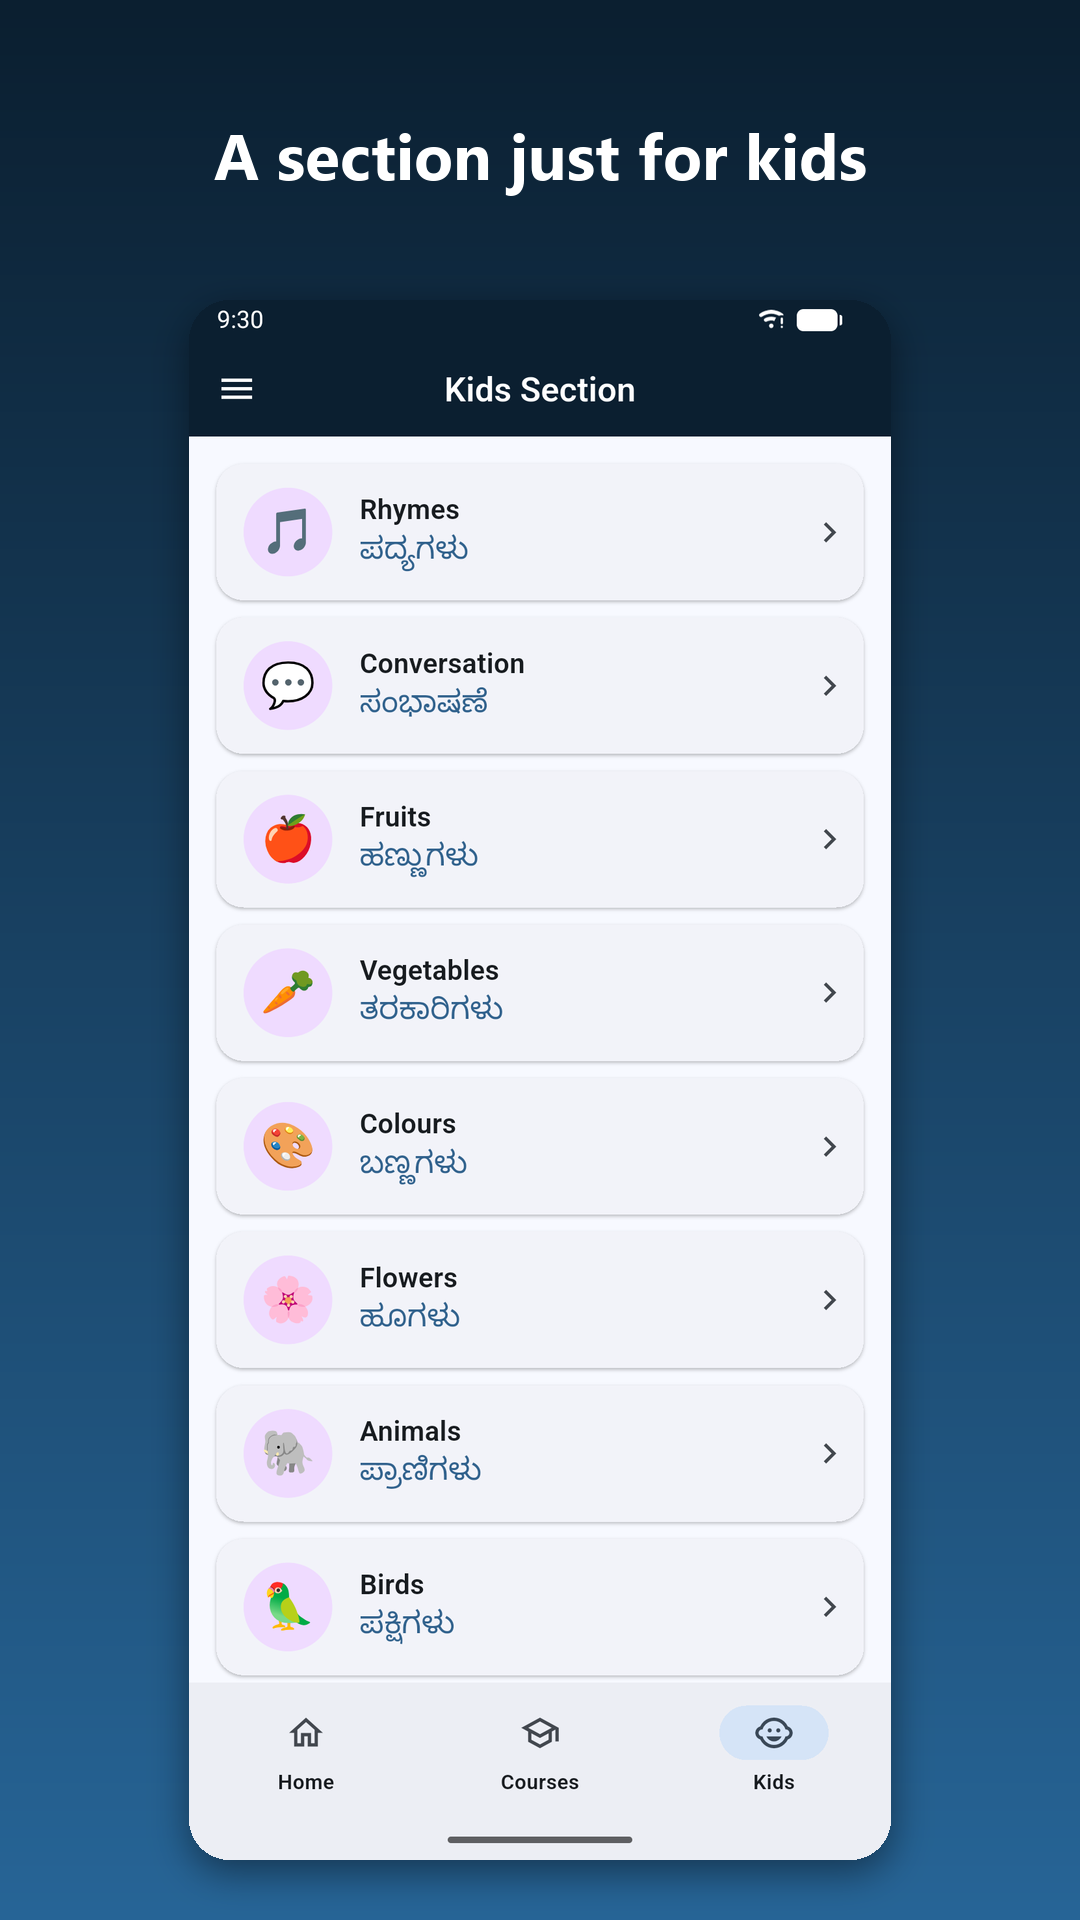 A section just for kids
9:30
Kids Section
Rhymes
ಪದ್ಯಗಳು
Conversation
ಸಂಭಾಷಣೆ
Fruits
ಹಣ್ಣುಗಳು
Vegetables
ತರಕಾರಿಗಳು
Colours
ಬಣ್ಣಗಳು
Flowers
ಹೂಗಳು
Animals
ಪ್ರಾಣಿಗಳು
Birds
ಪಕ್ಷಿಗಳು
Home
Courses
Kids